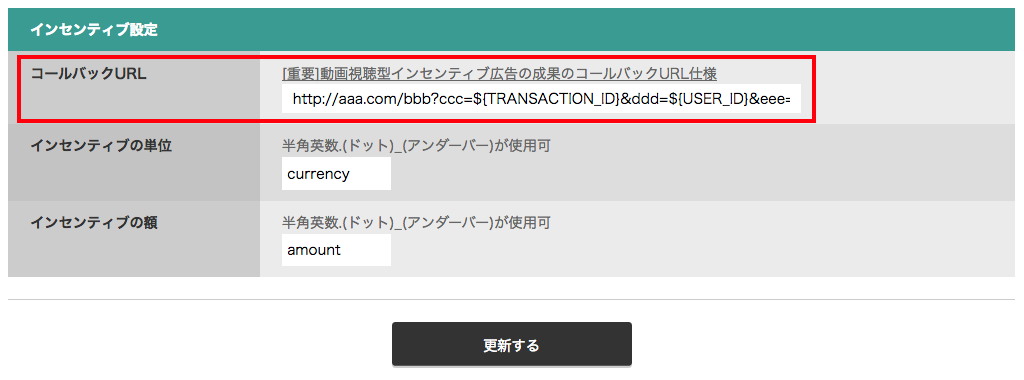 インセンティブ設定
コールバックURL
[重要]動画視聴型インセンティブ広告の成果のコールバックURL仕様
http://aaa.com/bbb?ccc=${TRANSACTION_ID}&ddd=${USER_ID}&eee=
インセンティブの単位
半角英数.(ドット)_(アンダーバー)が使用可
currency
インセンティブの額
半角英数.(ドット)_(アンダーバー)が使用可
amount
更新する